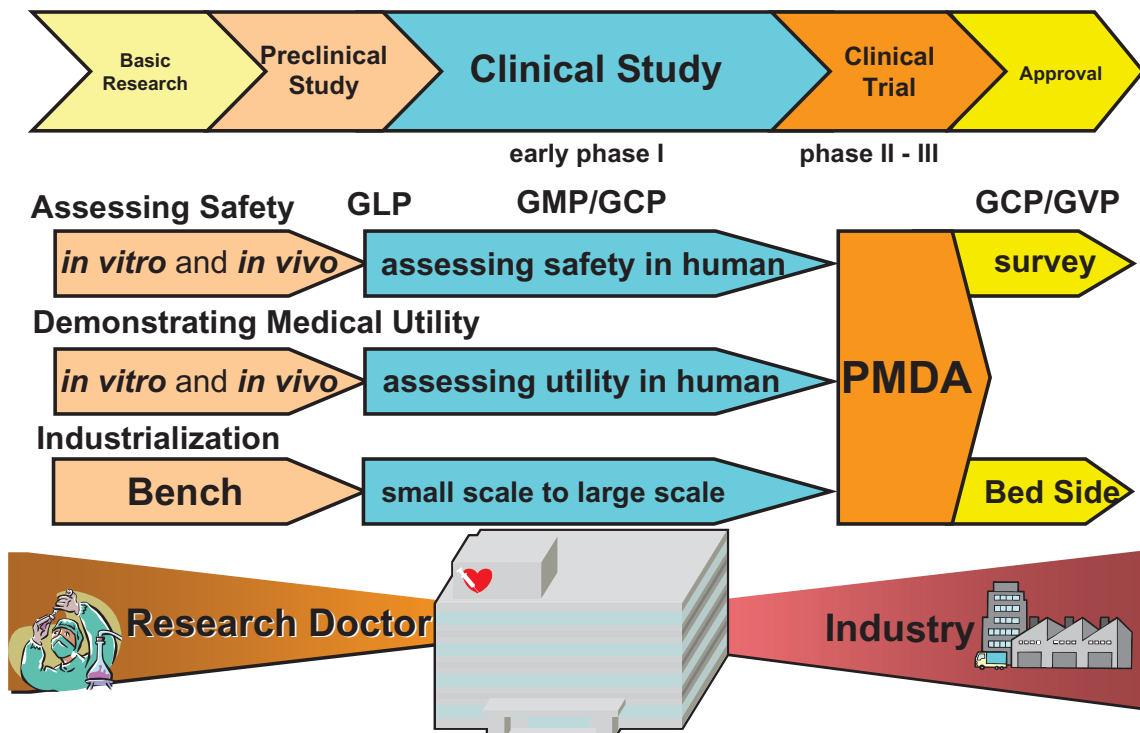 Basic
Research
Preclinical
Study
Clinical Study
Clinical
Trial
Approval
early phase I
phase II - III
Assessing Safety
GLP
GMP/GCP
GCP/GVP
in vitro and in vivo
assessing safety in human
survey
Demonstrating Medical Utility
in vitro and in vivo
assessing utility in human
PMDA
Industrialization
Bench
small scale to large scale
Bed Side
Research Doctor
Industry